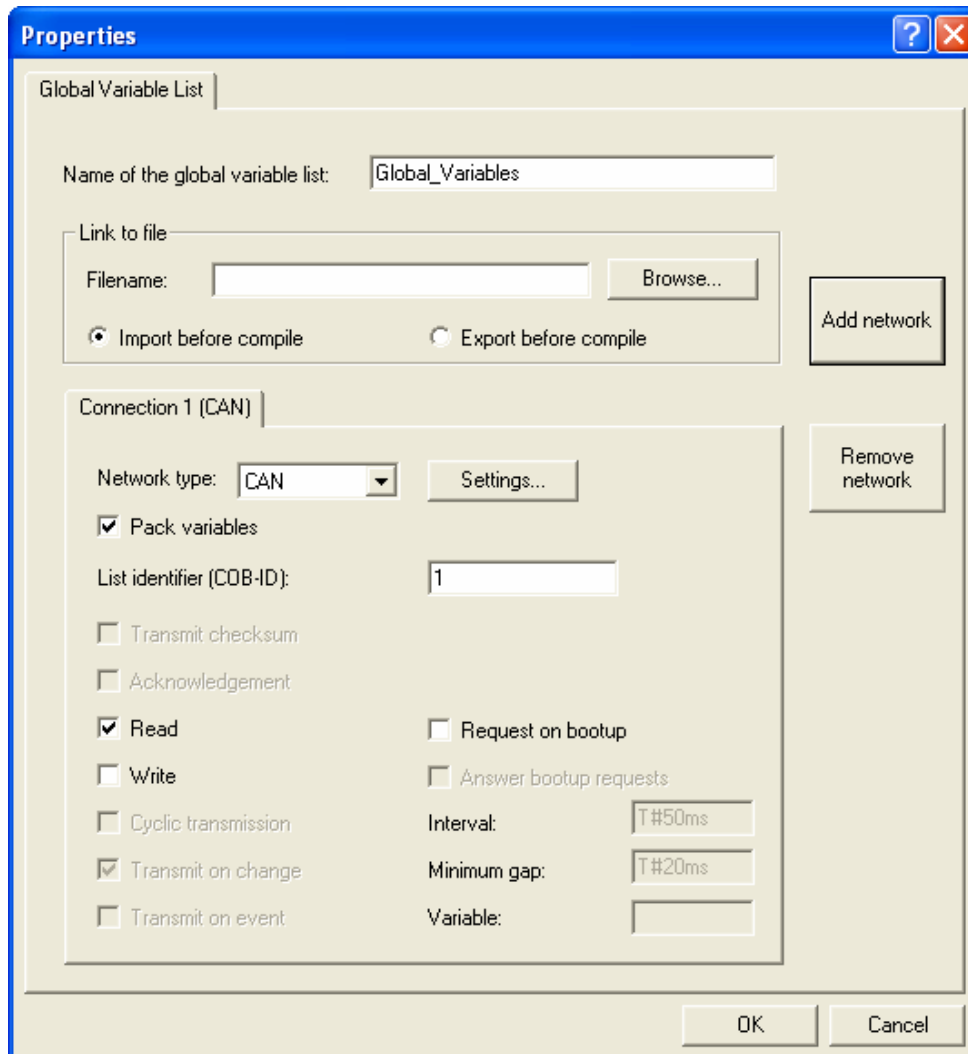 Properties
Global Variable List
Name of the global variable list: Global_Variables
Link to file
Filename: Browse...
Import before compile Export before compile
Add network
Connection 1 (CAN)
Network type: CAN Settings...
Remove
network
Pack variables
List identifier (COB-ID): 1
Transmit checksum
Acknowledgement
Read Request on bootup
Write Answer bootup requests
Cyclic transmission Interval: T#50ms
Transmit on change Minimum gap: T#20ms
Transmit on event Variable:
OK Cancel